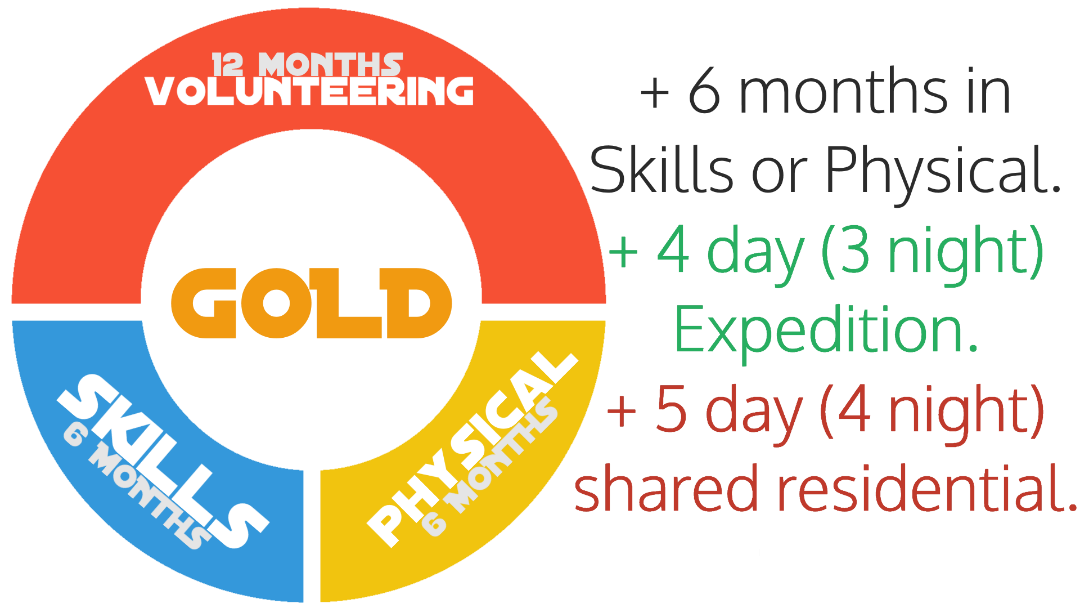 12 MONTHS
VOLUNTEERING
GOLD
SKILLS
6 MONTHS
PHYSICAL
6 MONTHS
+ 6 months in
Skills or Physical.
+ 4 day (3 night)
Expedition.
+ 5 day (4 night)
shared residential.